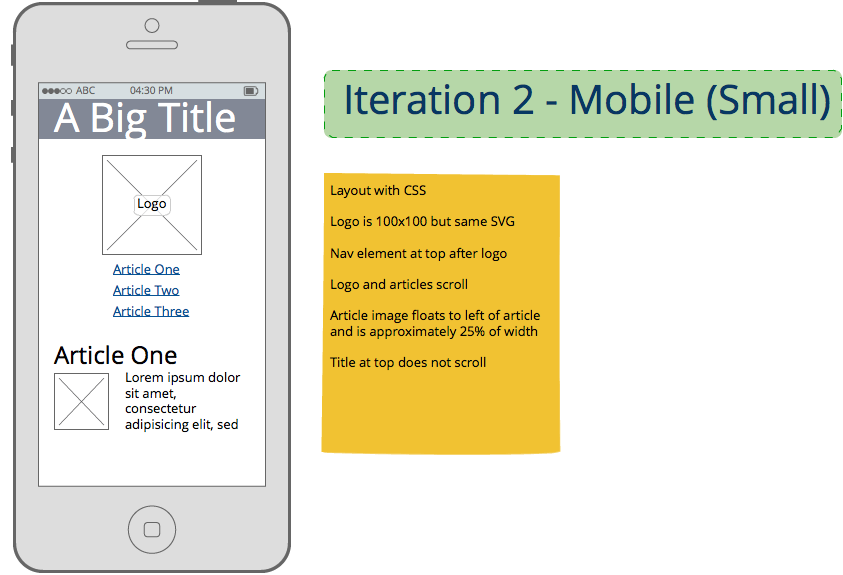 ABC 04:30 PM
A Big Title
Logo
Article One
Article Two
Article Three
Article One
Lorem ipsum dolor
sit amet,
consectetur
adipisicing elit, sed
Iteration 2 - Mobile (Small)
Layout with CSS
Logo is 100x100 but same SVG
Nav element at top after logo
Logo and articles scroll
Article image floats to left of article
and is approximately 25% of width
Title at top does not scroll